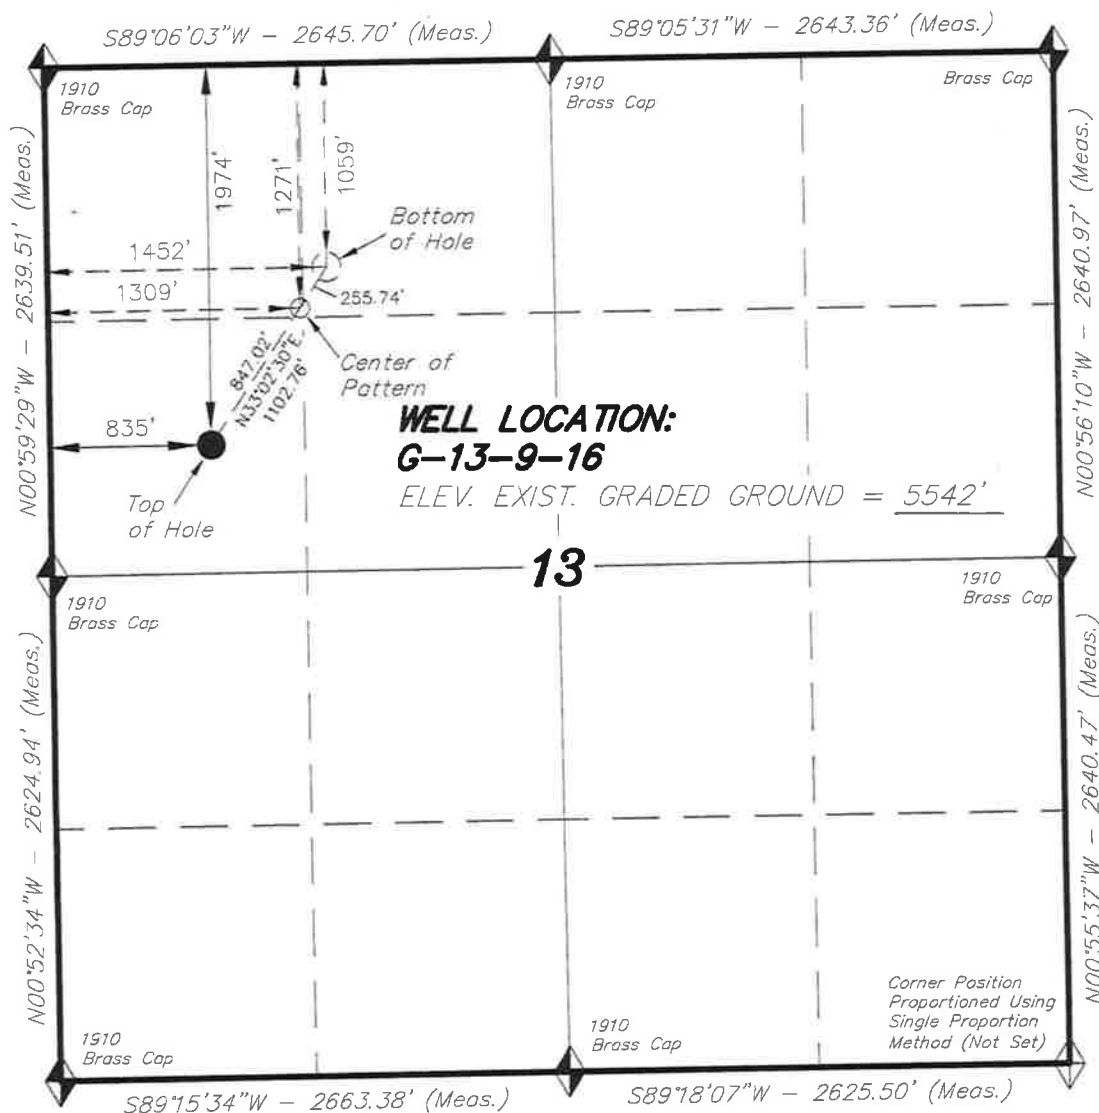 S89°06'03"W - 2645.70' (Meas.)
S89°05'31"W - 2643.36' (Meas.)
1910
Brass Cap
1910
Brass Cap
Brass Cap
N00°59'29"W - 2639.51' (Meas.)
N00°56'10"W - 2640.97' (Meas.)
1974'
1271'
1059'
Bottom
of Hole
1452'
1309'
255.74'
847.02'
N33°02'30"E
1102.76'
Center of
Pattern
835'
WELL LOCATION:
G-13-9-16
ELEV. EXIST. GRADED GROUND = 5542'
Top
of Hole
13
1910
Brass Cap
1910
Brass Cap
N00°52'34"W - 2624.94' (Meas.)
N00°55'37"W - 2640.47' (Meas.)
1910
Brass Cap
1910
Brass Cap
Corner Position
Proportioned Using
Single Proportion
Method (Not Set)
S89°15'34"W - 2663.38' (Meas.)
S89°18'07"W - 2625.50' (Meas.)